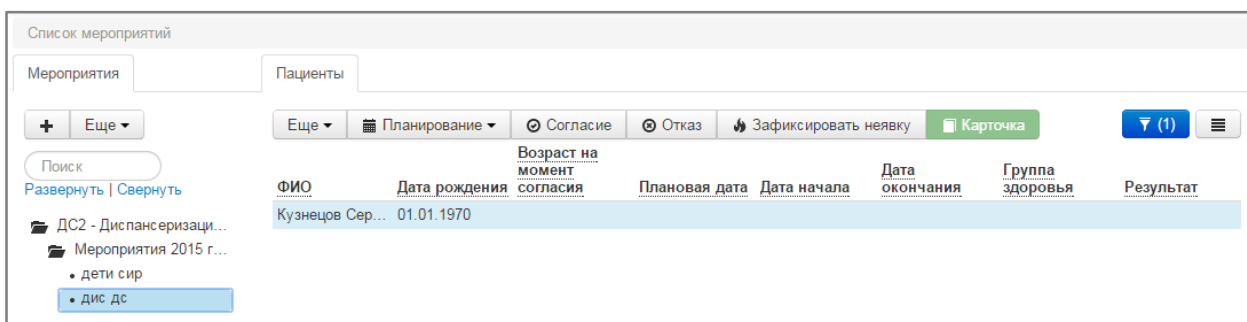 Список мероприятий
Мероприятия Пациенты
Еще Еще Планирование Согласие Отказ Зафиксировать неявку Карточка (1)
Поиск
Развернуть | Свернуть
ФИО Дата рождения Возраст на момент согласия Плановая дата Дата начала Дата окончания Группа здоровья Результат
Кузнецов Сер... 01.01.1970
ДС2 - Диспансеризаци...
Мероприятия 2015 г...
• дети сир
• дис дс